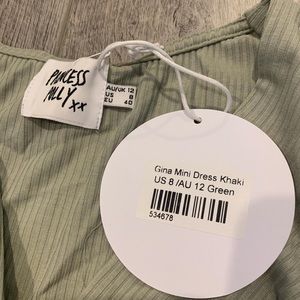 PRINCESS
POLLY
xx
AU/UK 12
US 8
EU 40
Gina Mini Dress Khaki
US 8 /AU 12 Green
534678